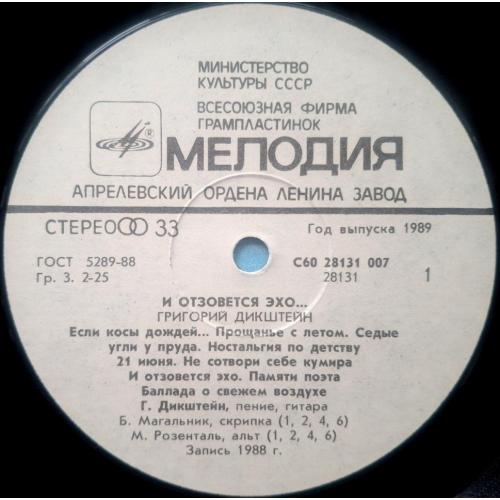 МИНИСТЕРСТВО
КУЛЬТУРЫ СССР
ВСЕСОЮЗНАЯ ФИРМА
ГРАМПЛАСТИНОК
® МЕЛОДИЯ
АПРЕЛЕВСКИЙ ОРДЕНА ЛЕНИНА ЗАВОД
СТЕРЕО 33 Год выпуска 1989
ГОСТ 5289-88 С60 28131 007
Гр. 3. 2-25 28131 1
И ОТЗОВЕТСЯ ЭХО...
ГРИГОРИЙ ДИКШТЕЙН
Если косы дождей... Прощанье с летом. Седые
угли у пруда. Ностальгия по детству
21 июня. Не сотвори себе кумира
И отзовется эхо. Памяти поэта
Баллада о свежем воздухе
Г. Дикштейн, пение, гитара
Б. Магальник, скрипка (1, 2, 4, 6)
М. Розенталь, альт (1, 2, 4, 6)
Запись 1988 г.